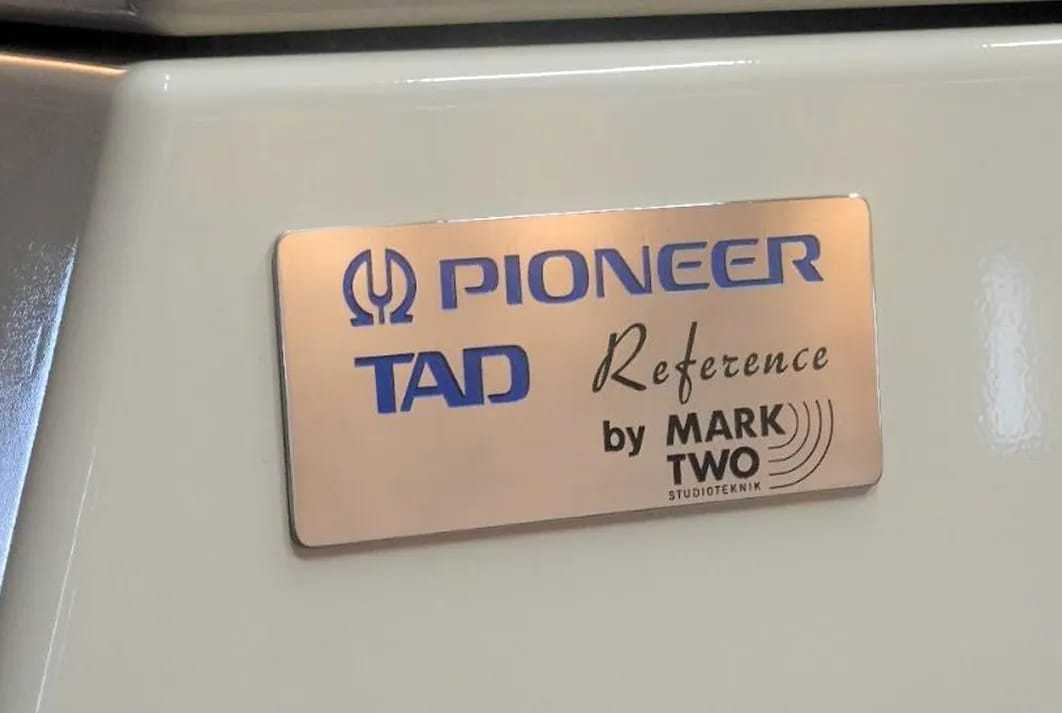 PIONEER
TAD Reference
by MARK
TWO
STUDIOTEKNIK